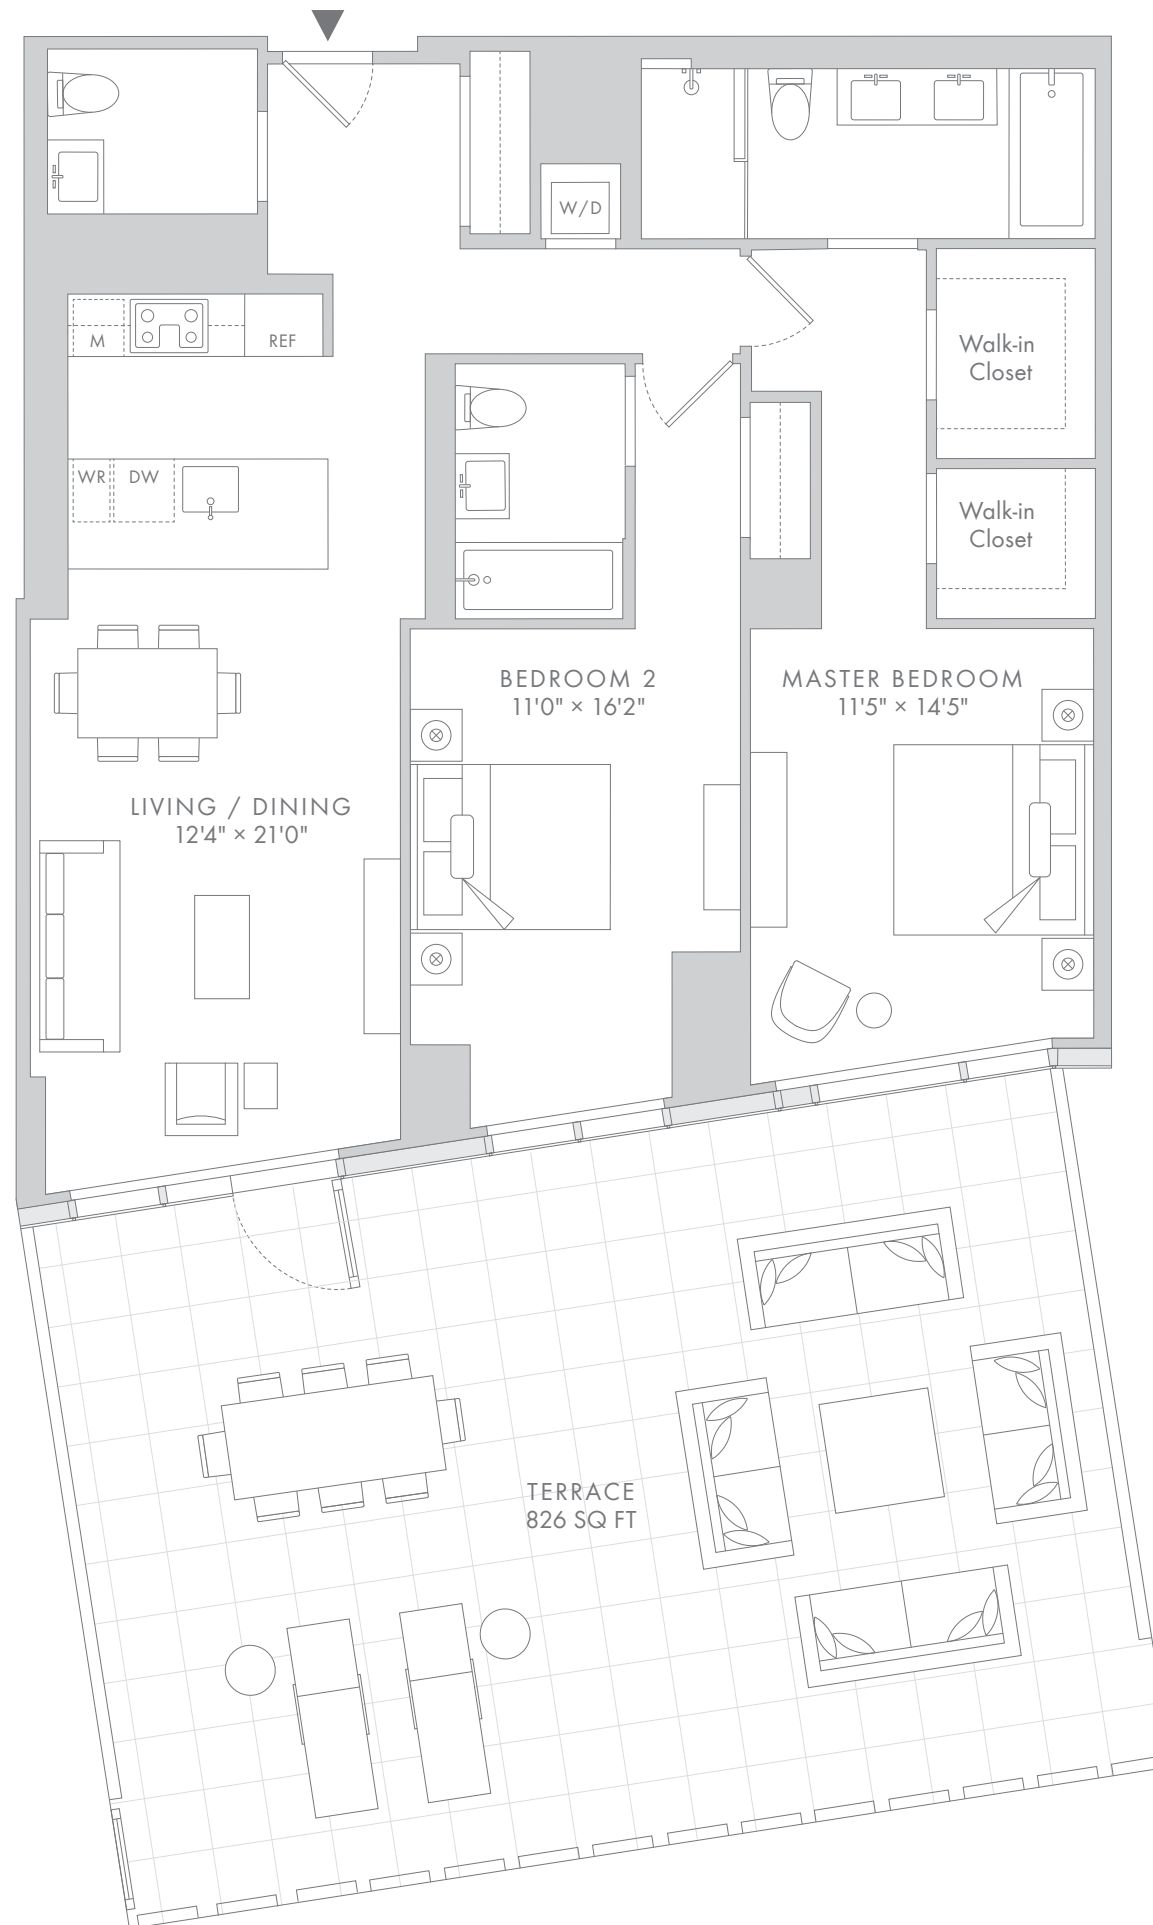 W/D
M
REF
Walk-in
Closet
WR
DW
Walk-in
Closet
BEDROOM 2
11'0" × 16'2"
MASTER BEDROOM
11'5" × 14'5"
LIVING / DINING
12'4" × 21'0"
TERRACE
826 SQ FT